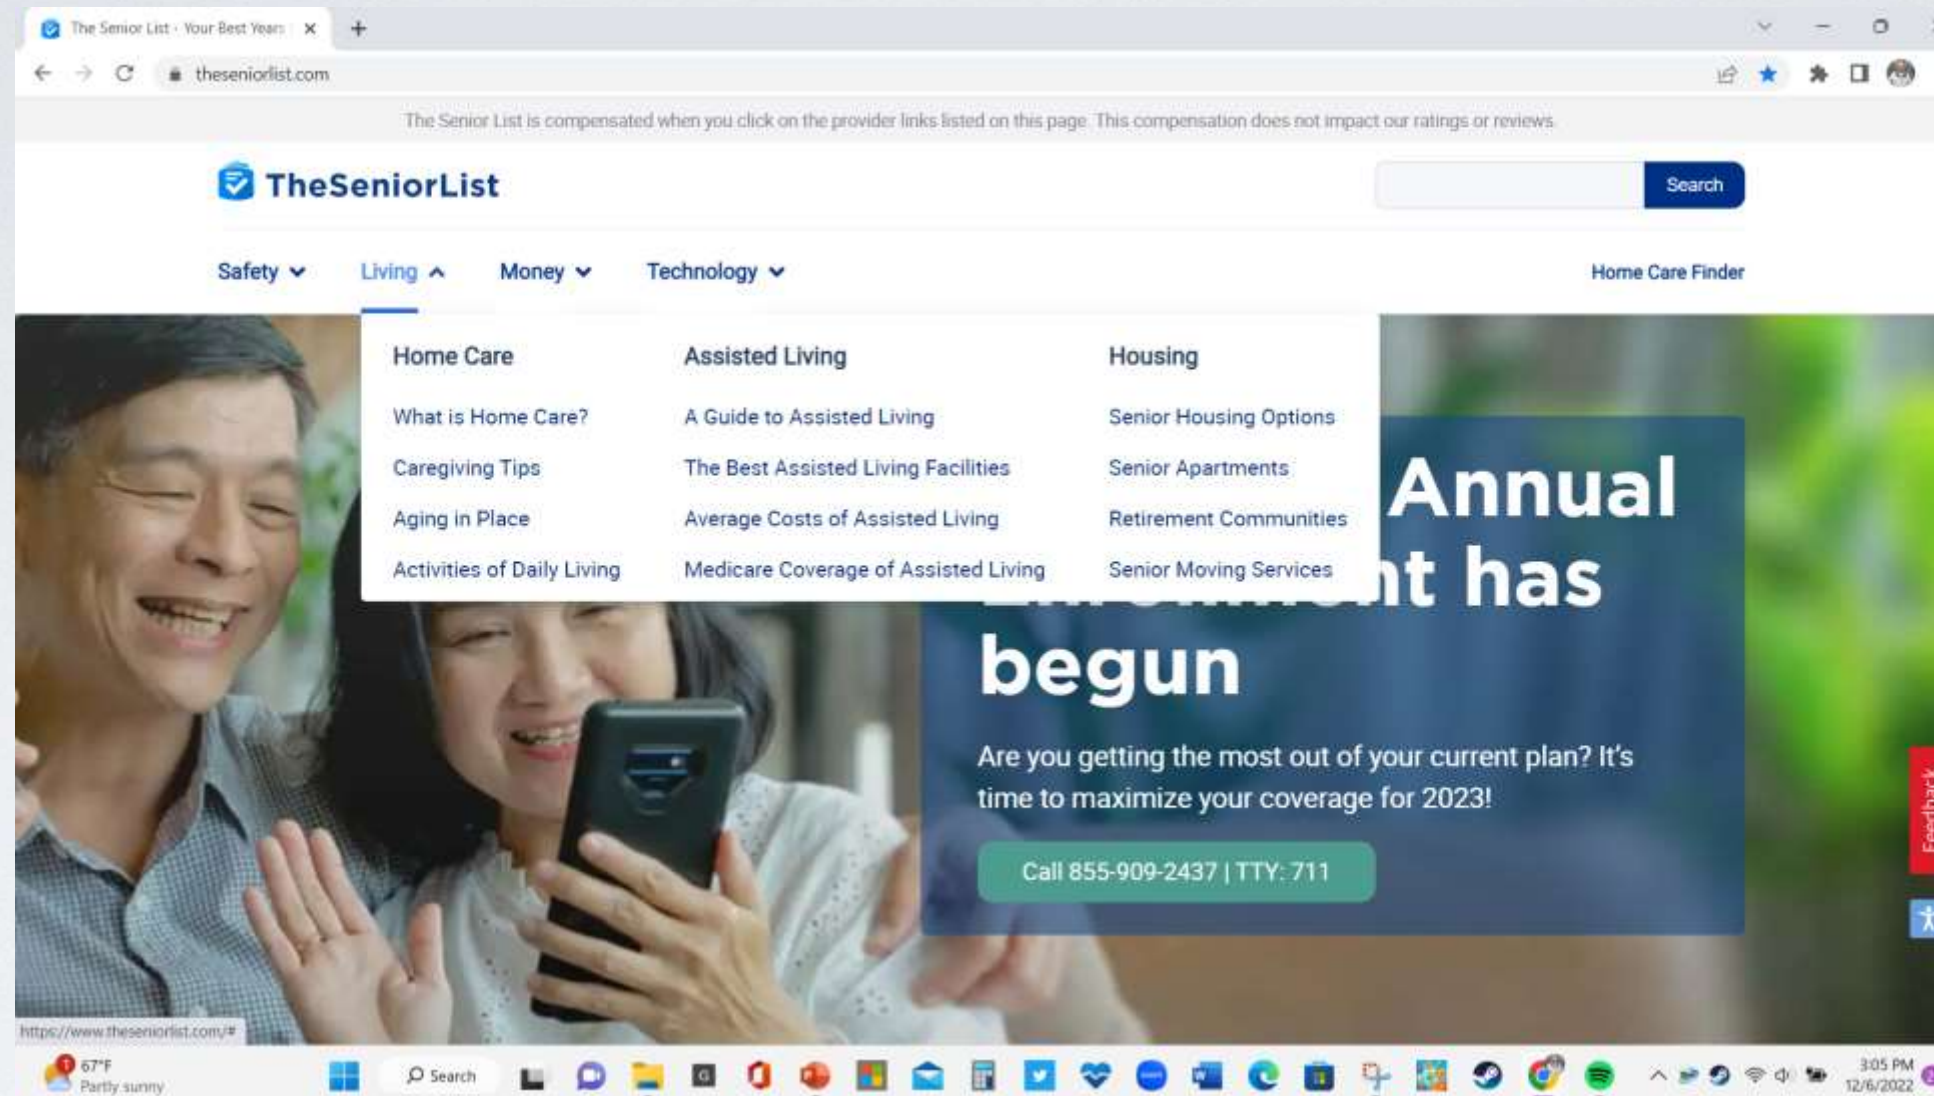 The Senior List - Your Best Years
theseniorlist.com
The Senior List is compensated when you click on the provider links listed on this page. This compensation does not impact our ratings or reviews.
TheSeniorList
Search
Safety
Living
Money
Technology
Home Care Finder
Home Care
What is Home Care?
Caregiving Tips
Aging in Place
Activities of Daily Living
Assisted Living
A Guide to Assisted Living
The Best Assisted Living Facilities
Average Costs of Assisted Living
Medicare Coverage of Assisted Living
Housing
Senior Housing Options
Senior Apartments
Retirement Communities
Senior Moving Services
Annual
has
begun
Are you getting the most out of your current plan? It's
time to maximize your coverage for 2023!
Call 855-909-2437 | TTY: 711
Feedback
https://www.theseniorlist.com/#
1
67°F
Partly sunny
Search
3:05 PM
12/6/2022